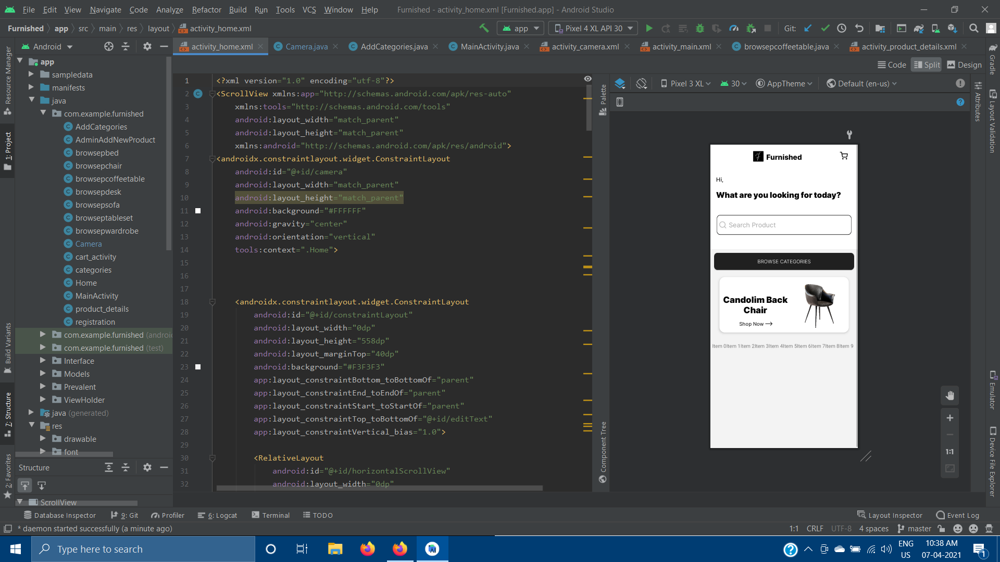 File Edit View Navigate Code Analyze Refactor Build Run Tools VCS Window Help Furnished - activity_home.xml [Furnished.app] - Android Studio
Furnished app src main res layout activity_home.xml app Pixel 4 XL API 30 Git:
Android
activity_home.xml Camera.java AddCategories.java MainActivity.java activity_camera.xml activity_main.xml browsepcoffeetable.java activity_product_details.xml
Code Split Design
Resource Manager
1: Project
Build Variants
7: Structure
2: Favorites
app
sampledata
manifests
java
com.example.furnished
AddCategories
AdminAddNewProduct
browsepbed
browsepchair
browsepcoffeetable
browsepdesk
browsepsofa
browseptableset
browsepwardrobe
Camera
cart_activity
categories
Home
MainActivity
product_details
registration
com.example.furnished (androi
com.example.furnished (test)
Interface
Models
Prevalent
ViewHolder
java (generated)
res
drawable
font
Structure
ScrollView
1 <?xml version="1.0" encoding="utf-8"?>
2 <ScrollView xmlns:app="http://schemas.android.com/apk/res-auto"
3 xmlns:tools="http://schemas.android.com/tools"
4 android:layout_width="match_parent"
5 android:layout_height="match_parent"
6 xmlns:android="http://schemas.android.com/apk/res/android">
7 <androidx.constraintlayout.widget.ConstraintLayout
8 android:id="@+id/camera"
9 android:layout_width="match_parent"
10 android:layout_height="match_parent"
11 android:background="#FFFFFF"
12 android:gravity="center"
13 android:orientation="vertical"
14 tools:context=".Home">
15
16
17
18 <androidx.constraintlayout.widget.ConstraintLayout
19 android:id="@+id/constraintLayout"
20 android:layout_width="0dp"
21 android:layout_height="558dp"
22 android:layout_marginTop="40dp"
23 android:background="#F3F3F3"
24 app:layout_constraintBottom_toBottomOf="parent"
25 app:layout_constraintEnd_toEndOf="parent"
26 app:layout_constraintStart_toStartOf="parent"
27 app:layout_constraintTop_toBottomOf="@+id/editText"
28 app:layout_constraintVertical_bias="1.0">
29
30 <RelativeLayout
31 android:id="@+id/horizontalScrollView"
32 android:layout_width="0dp"
Palette
Component Tree
Pixel 3 XL 30 AppTheme Default (en-us)
Furnished
Hi,
What are you looking for today?
Search Product
BROWSE CATEGORIES
Candolim Back
Chair
Shop Now
Item 0Item 1Item 2Item 3Item 4Item 5Item 6Item 7Item 8Item 9
1:1
Attributes
Gradle
Layout Validation
Emulator
Device File Explorer
Database Inspector 9: Git Profiler 6: Logcat Terminal TODO Layout Inspector Event Log
* daemon started successfully (a minute ago) 1:1 CRLF UTF-8 4 spaces master
Type here to search
ENG
US
10:38 AM
07-04-2021
1